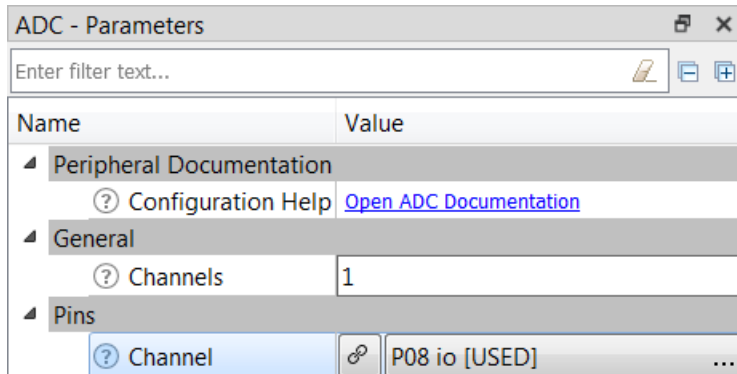 ADC - Parameters
Enter filter text...
Name Value
Peripheral Documentation
? Configuration Help Open ADC Documentation
General
? Channels 1
Pins
? Channel P08 io [USED] ...